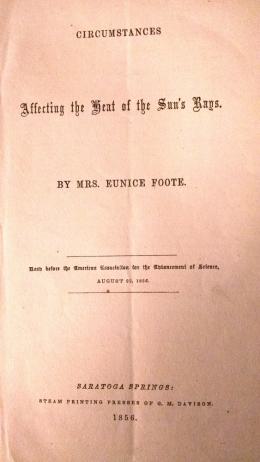 CIRCUMSTANCES
Affecting the Heat of the Sun's Rays.
BY MRS. EUNICE FOOTE.
Read before the American Association for the Advancement of Science,
AUGUST 23, 1856.
SARATOGA SPRINGS:
STEAM PRINTING PRESSES OF G. M. DAVISON.
1856.